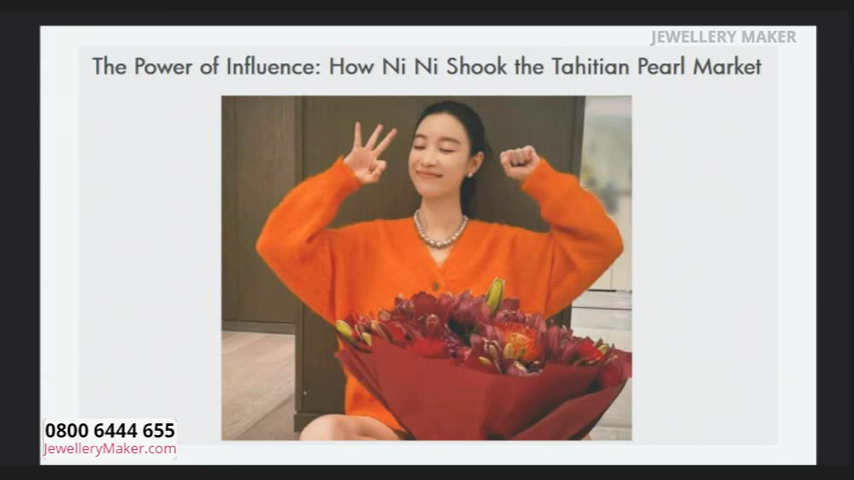 JEWELLERY MAKER
The Power of Influence: How Ni Ni Shook the Tahitian Pearl Market
0800 6444 655
JewelleryMaker.com